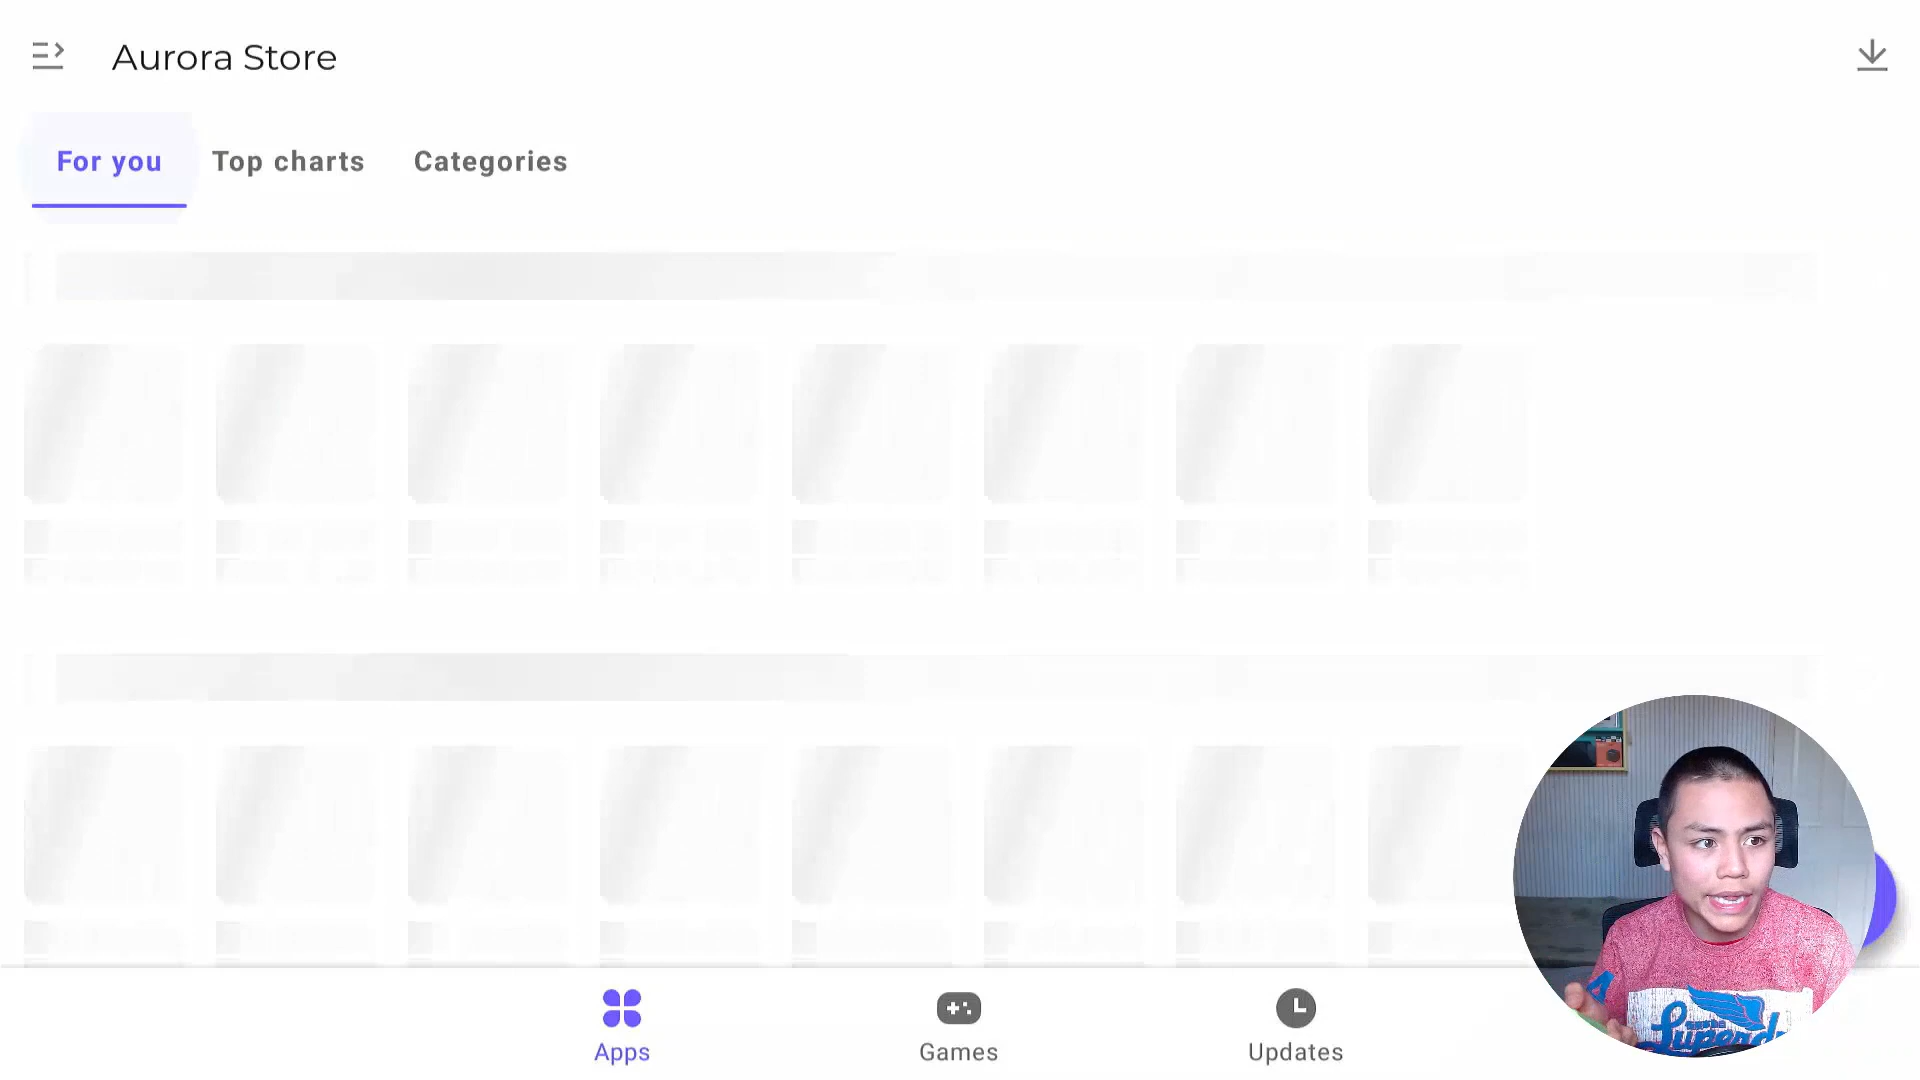 Aurora Store
For you
Top charts
Categories
Apps
Games
Updates